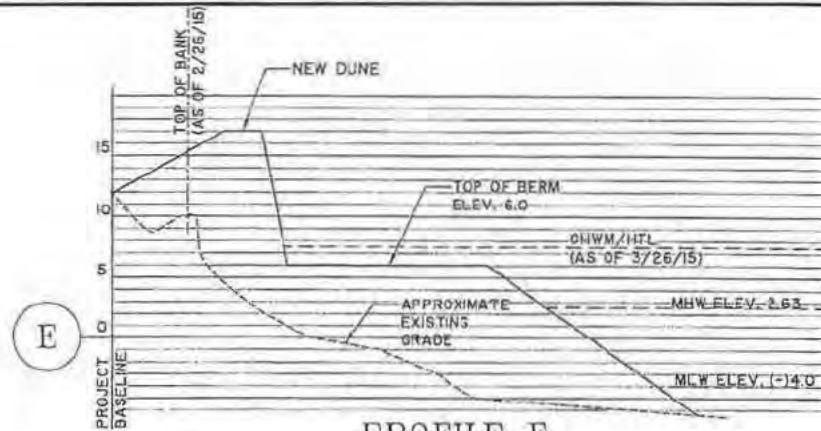 TOP OF BANK
(AS OF 2/26/15)
NEW DUNE
15
10
TOP OF BERM
ELEV. 6.0
OHWM/HTL
(AS OF 3/26/15)
5
MHW ELEV. 2.63
APPROXIMATE
EXISTING
GRADE
E
0
MLW ELEV. (-)4.0
PROJECT
BASELINE
PROFILE E